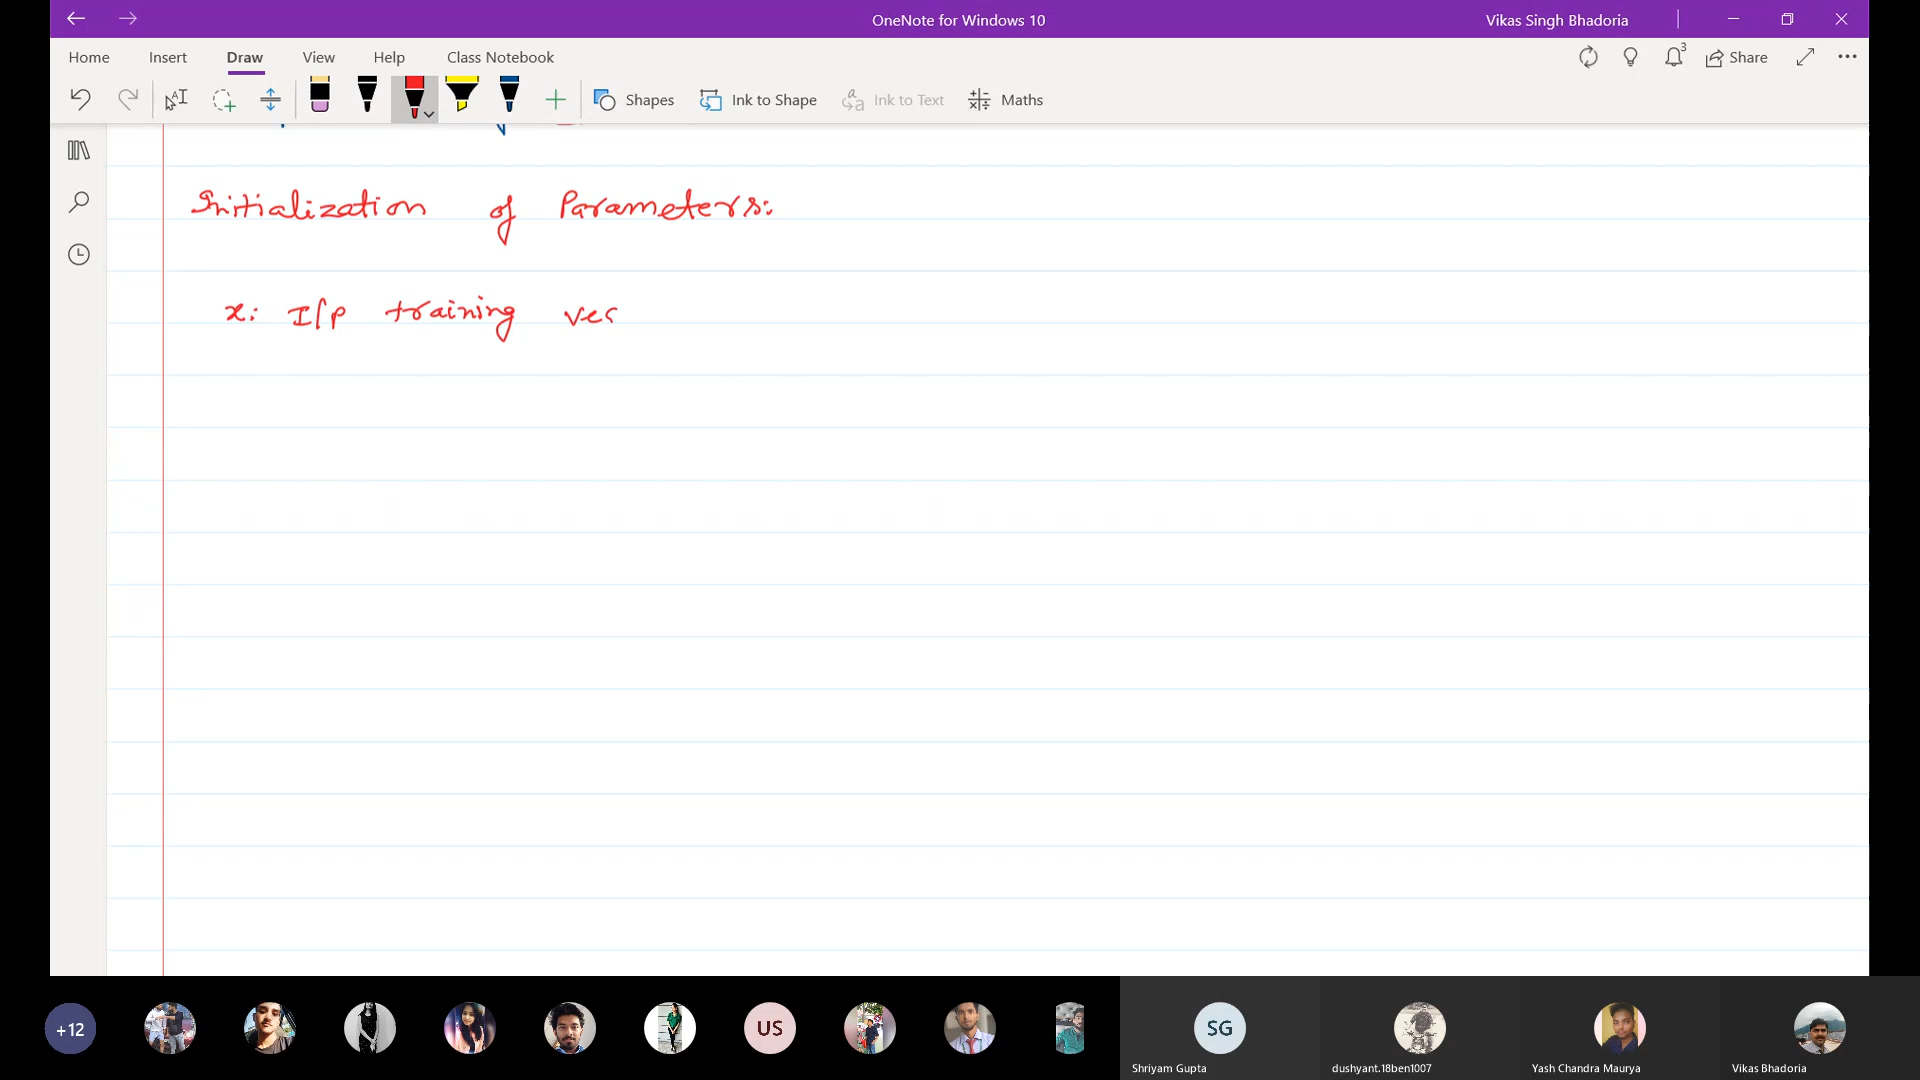 OneNote for Windows 10
Vikas Singh Bhadoria
Home Insert Draw View Help Class Notebook
3
Share
Shapes Ink to Shape Ink to Text Maths
Initialization of Parameters:
x: I/p training vec
+12
US
SG
Shriyam Gupta
dushyant.18ben1007
Yash Chandra Maurya
Vikas Bhadoria